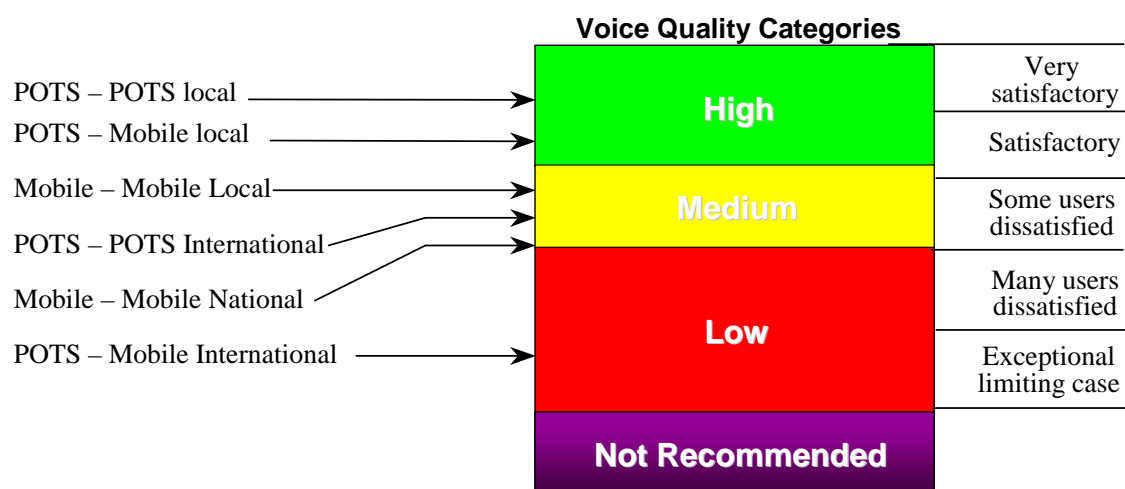 Voice Quality Categories
POTS – POTS local
POTS – Mobile local
Mobile – Mobile Local
POTS – POTS International
Mobile – Mobile National
POTS – Mobile International
High
Medium
Low
Not Recommended
Very
satisfactory
Satisfactory
Some users
dissatisfied
Many users
dissatisfied
Exceptional
limiting case